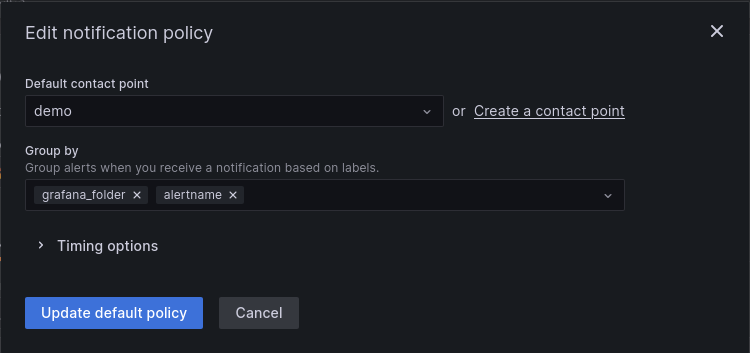 Edit notification policy
Default contact point
demo
or Create a contact point
Group by
Group alerts when you receive a notification based on labels.
grafana_folder alertname
Timing options
Update default policy Cancel